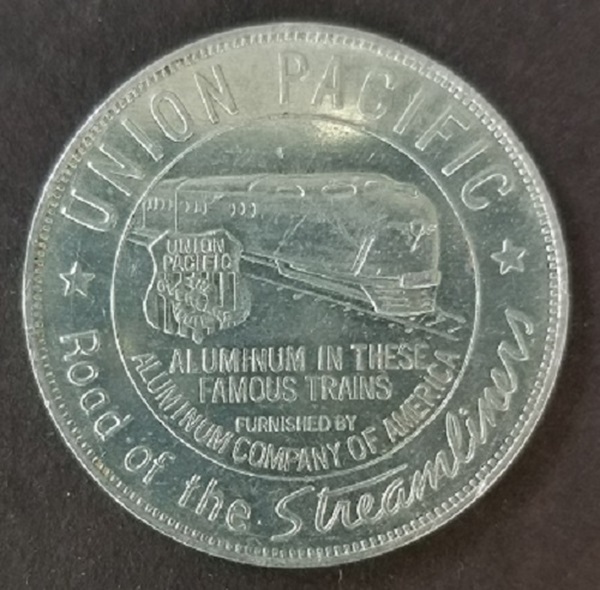 UNION PACIFIC
UNION
PACIFIC
ALUMINUM IN THESE
FAMOUS TRAINS
FURNISHED BY
ALUMINUM COMPANY OF AMERICA
Road of the Streamliners